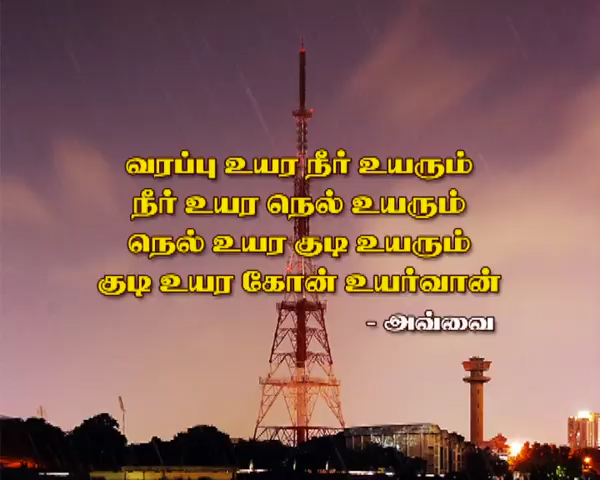 வரப்பு உயர நீர் உயரும்
நீர் உயர நெல் உயரும்
நெல் உயர குடி உயரும்
குடி உயர கோன் உயர்வான்
- அவ்வை